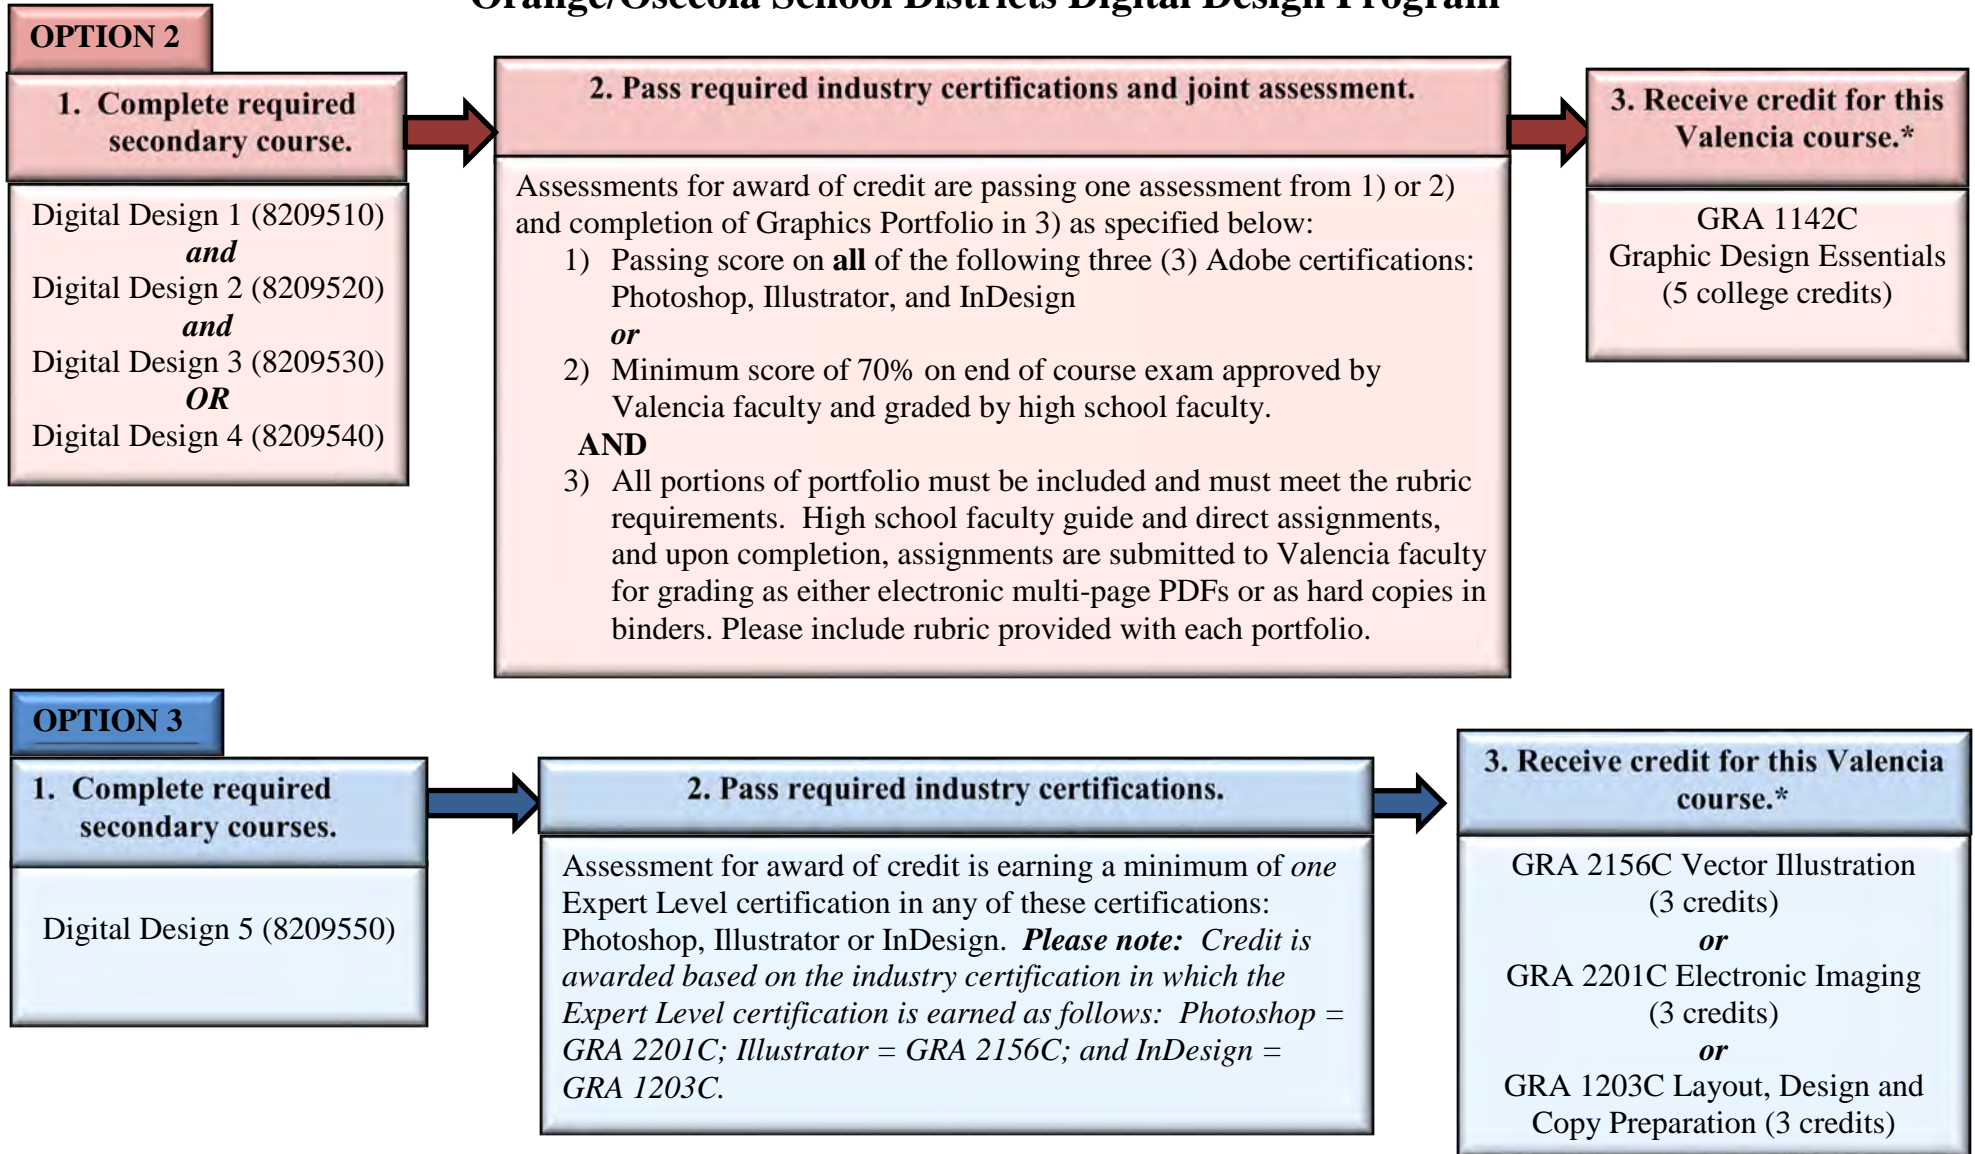 Orange/Osceola School Districts Digital Design Program
OPTION 2
1. Complete required
secondary course.
Digital Design 1 (8209510)
and
Digital Design 2 (8209520)
and
Digital Design 3 (8209530)
OR
Digital Design 4 (8209540)
2. Pass required industry certifications and joint assessment.
Assessments for award of credit are passing one assessment from 1) or 2)
and completion of Graphics Portfolio in 3) as specified below:
1) Passing score on all of the following three (3) Adobe certifications:
Photoshop, Illustrator, and InDesign
or
2) Minimum score of 70% on end of course exam approved by
Valencia faculty and graded by high school faculty.
AND
3) All portions of portfolio must be included and must meet the rubric
requirements. High school faculty guide and direct assignments,
and upon completion, assignments are submitted to Valencia faculty
for grading as either electronic multi-page PDFs or as hard copies in
binders. Please include rubric provided with each portfolio.
3. Receive credit for this
Valencia course.*
GRA 1142C
Graphic Design Essentials
(5 college credits)
OPTION 3
1. Complete required
secondary courses.
Digital Design 5 (8209550)
2. Pass required industry certifications.
Assessment for award of credit is earning a minimum of one
Expert Level certification in any of these certifications:
Photoshop, Illustrator or InDesign. Please note: Credit is
awarded based on the industry certification in which the
Expert Level certification is earned as follows: Photoshop =
GRA 2201C; Illustrator = GRA 2156C; and InDesign =
GRA 1203C.
3. Receive credit for this Valencia
course.*
GRA 2156C Vector Illustration
(3 credits)
or
GRA 2201C Electronic Imaging
(3 credits)
or
GRA 1203C Layout, Design and
Copy Preparation (3 credits)